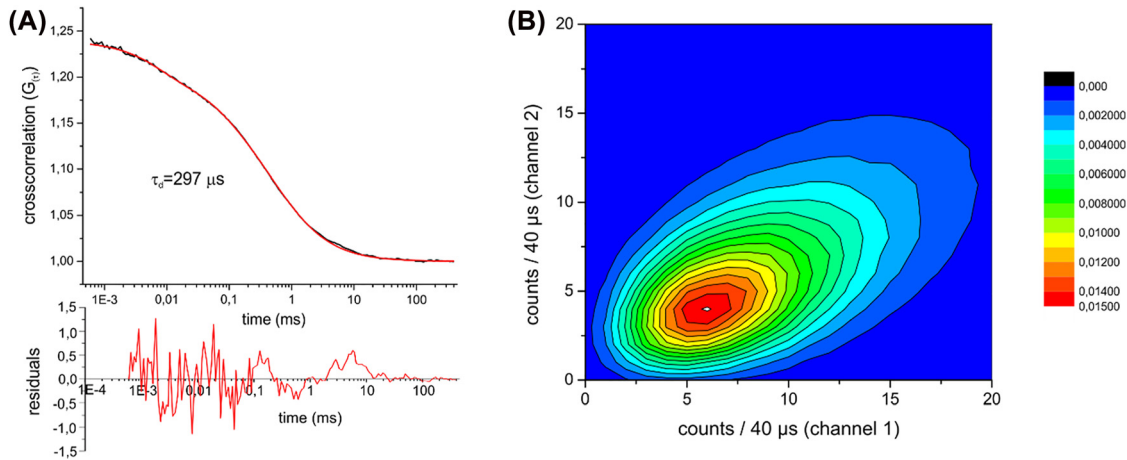 (A)
1,25
1,20
1,15
1,10
1,05
1,00
crosscorrelation (G(τ))
τd=297 μs
1E-3 0,01 0,1 1 10 100
time (ms)
1,5
1,0
0,5
0,0
-0,5
-1,0
-1,5
residuals
1E-4 1E-3 0,01 0,1 1 10 100
time (ms)
(B)
20
15
10
5
0
counts / 40 µs (channel 2)
0 5 10 15 20
counts / 40 µs (channel 1)
0,000
0,002000
0,004000
0,006000
0,008000
0,01000
0,01200
0,01400
0,01500